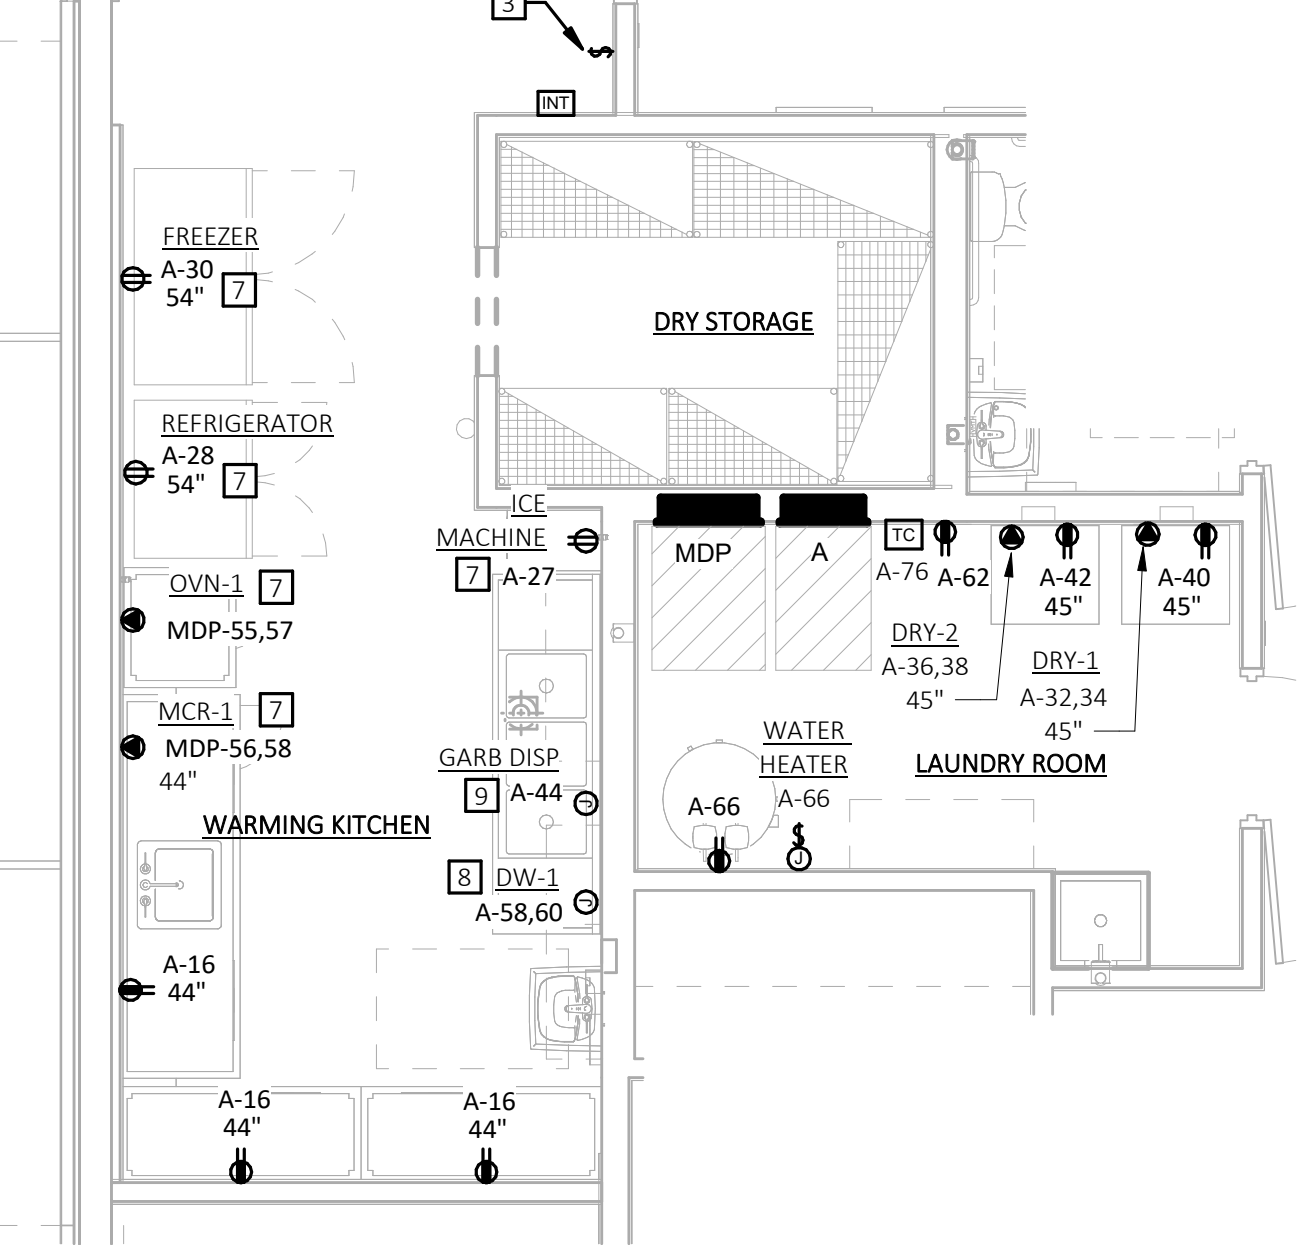 3
INT
FREEZER
A-30
54"
7
DRY STORAGE
REFRIGERATOR
A-28
54"
7
ICE
MACHINE
7
A-27
MDP
A
TC
A-76
A-62
A-42
45"
A-40
45"
OVN-1
7
MDP-55,57
DRY-2
A-36,38
45"
DRY-1
A-32,34
45"
MCR-1
7
MDP-56,58
44"
GARB DISP
9
A-44
J
WATER
HEATER
A-66
A-66
$
J
LAUNDRY ROOM
WARMING KITCHEN
8
DW-1
A-58,60
J
A-16
44"
A-16
44"
A-16
44"